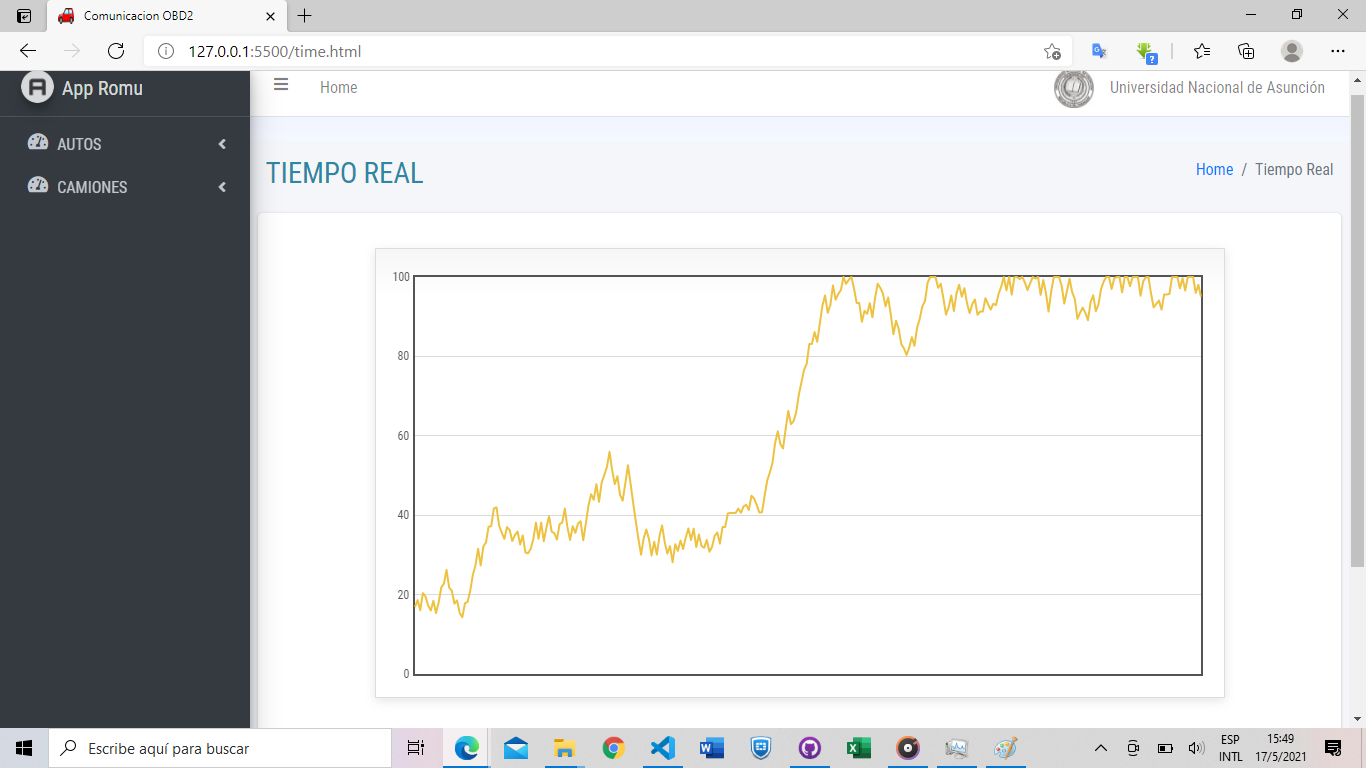 Comunicacion OBD2
127.0.0.1:5500/time.html
App Romu
Home
Universidad Nacional de Asunción
AUTOS
CAMIONES
TIEMPO REAL
Home / Tiempo Real
100
80
60
40
20
0
Escribe aquí para buscar
ESP
INTL
15:49
17/5/2021